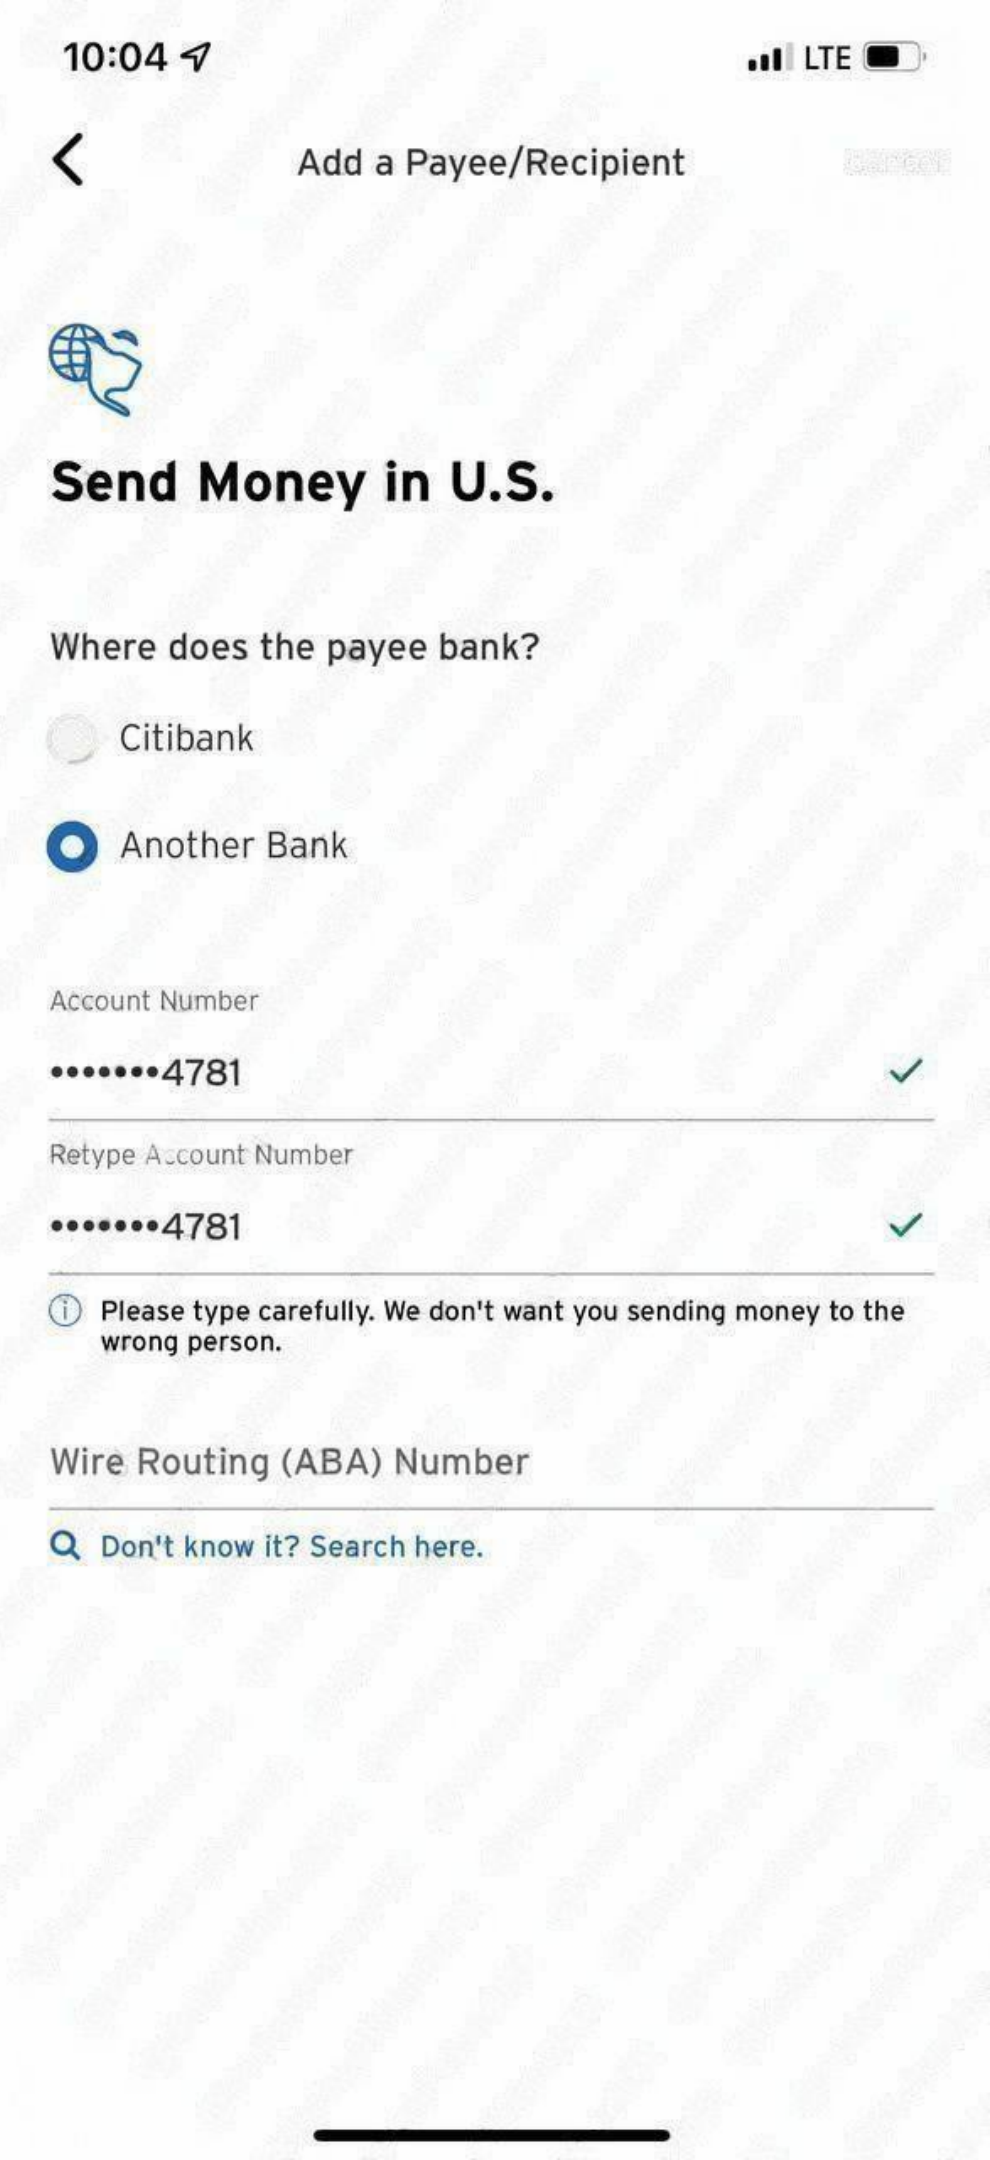 10:04
LTE
Add a Payee/Recipient
Send Money in U.S.
Where does the payee bank?
Citibank
Another Bank
Account Number
•••••••4781
Retype Account Number
•••••••4781
Please type carefully. We don't want you sending money to the
wrong person.
Wire Routing (ABA) Number
Don't know it? Search here.